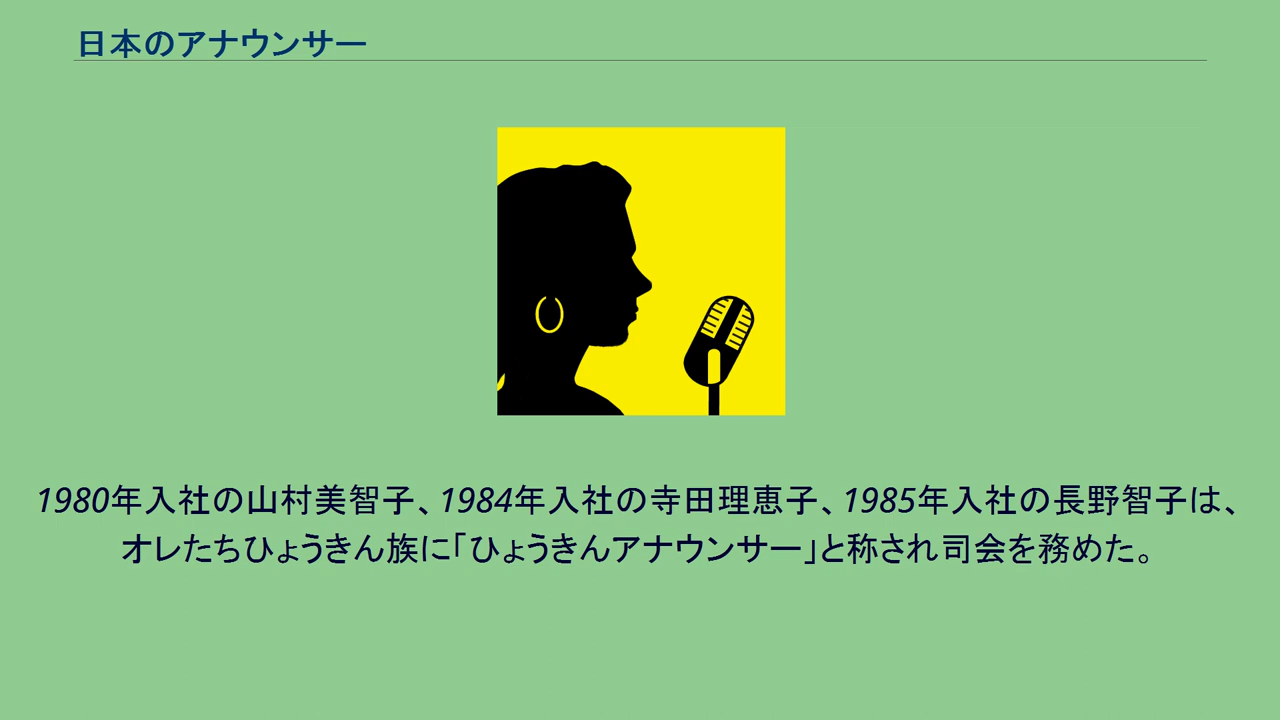 日本のアナウンサー
1980年入社の山村美智子、1984年入社の寺田理恵子、1985年入社の長野智子は、
オレたちひょうきん族に「ひょうきんアナウンサー」と称され司会を務めた。